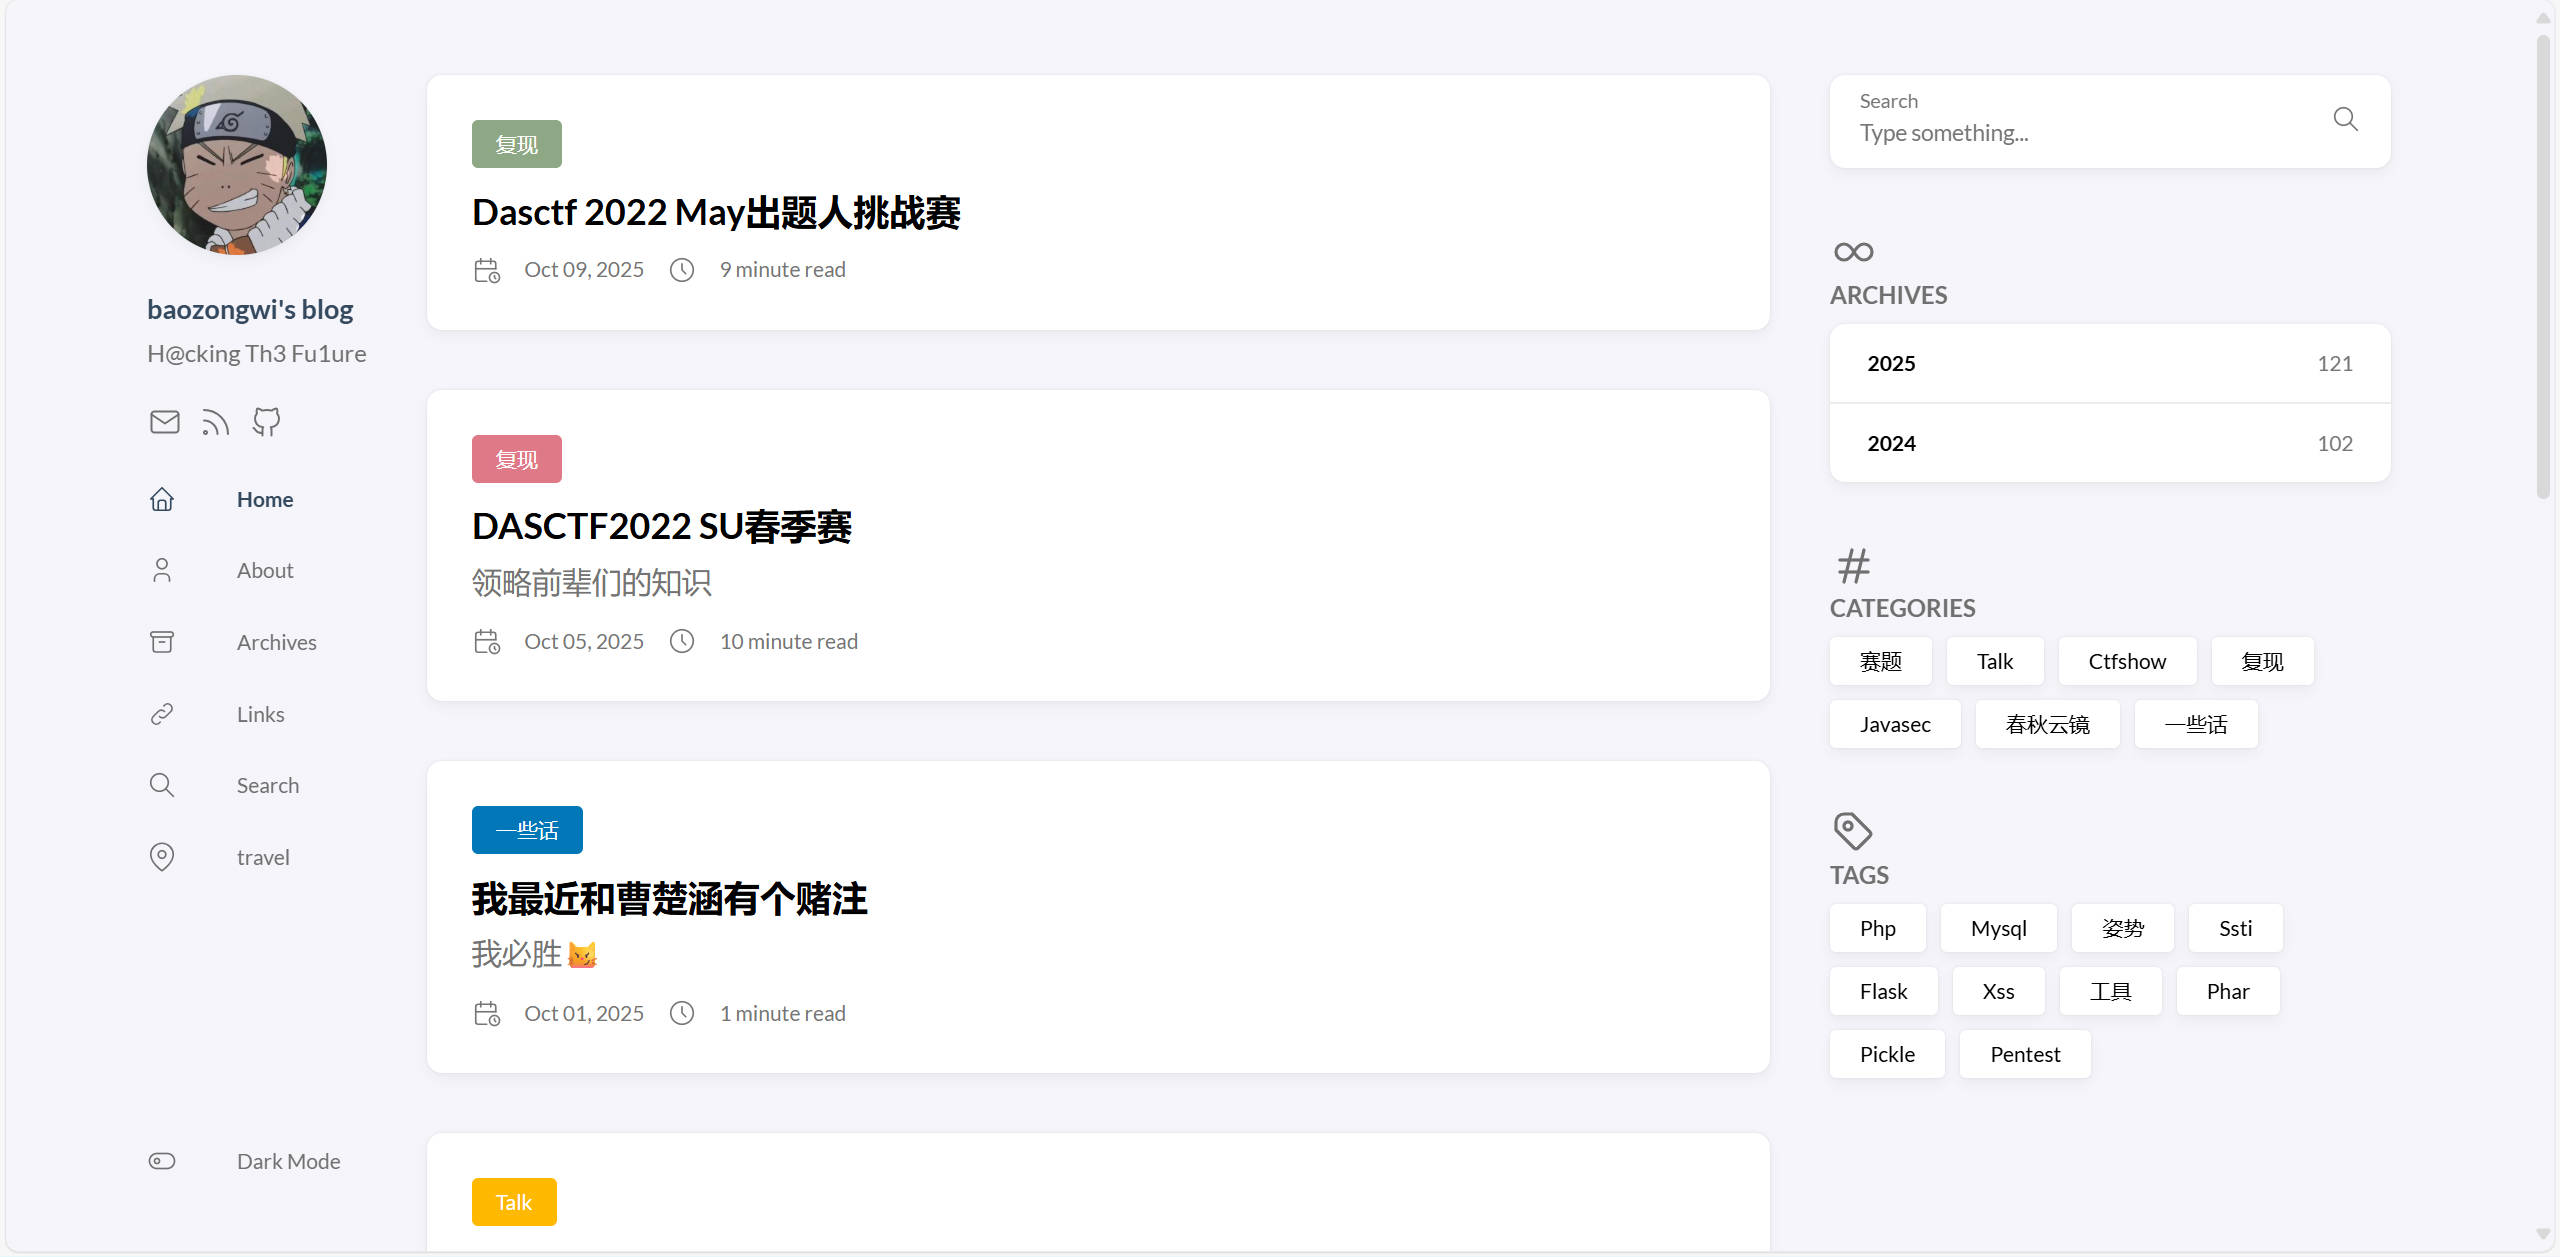 baozongwi's blog
H@cking Th3 Fu1ure
Home
About
Archives
Links
Search
travel
Dark Mode
复现
Dasctf 2022 May出题人挑战赛
Oct 09, 2025 9 minute read
复现
DASCTF2022 SU春季赛
领略前辈们的知识
Oct 05, 2025 10 minute read
一些话
我最近和曹楚涵有个赌注
我必胜😼
Oct 01, 2025 1 minute read
Talk
Search
Type something...
ARCHIVES
2025 121
2024 102
CATEGORIES
赛题 Talk Ctfshow 复现
Javasec 春秋云镜 一些话
TAGS
Php Mysql 姿势 Ssti
Flask Xss 工具 Phar
Pickle Pentest